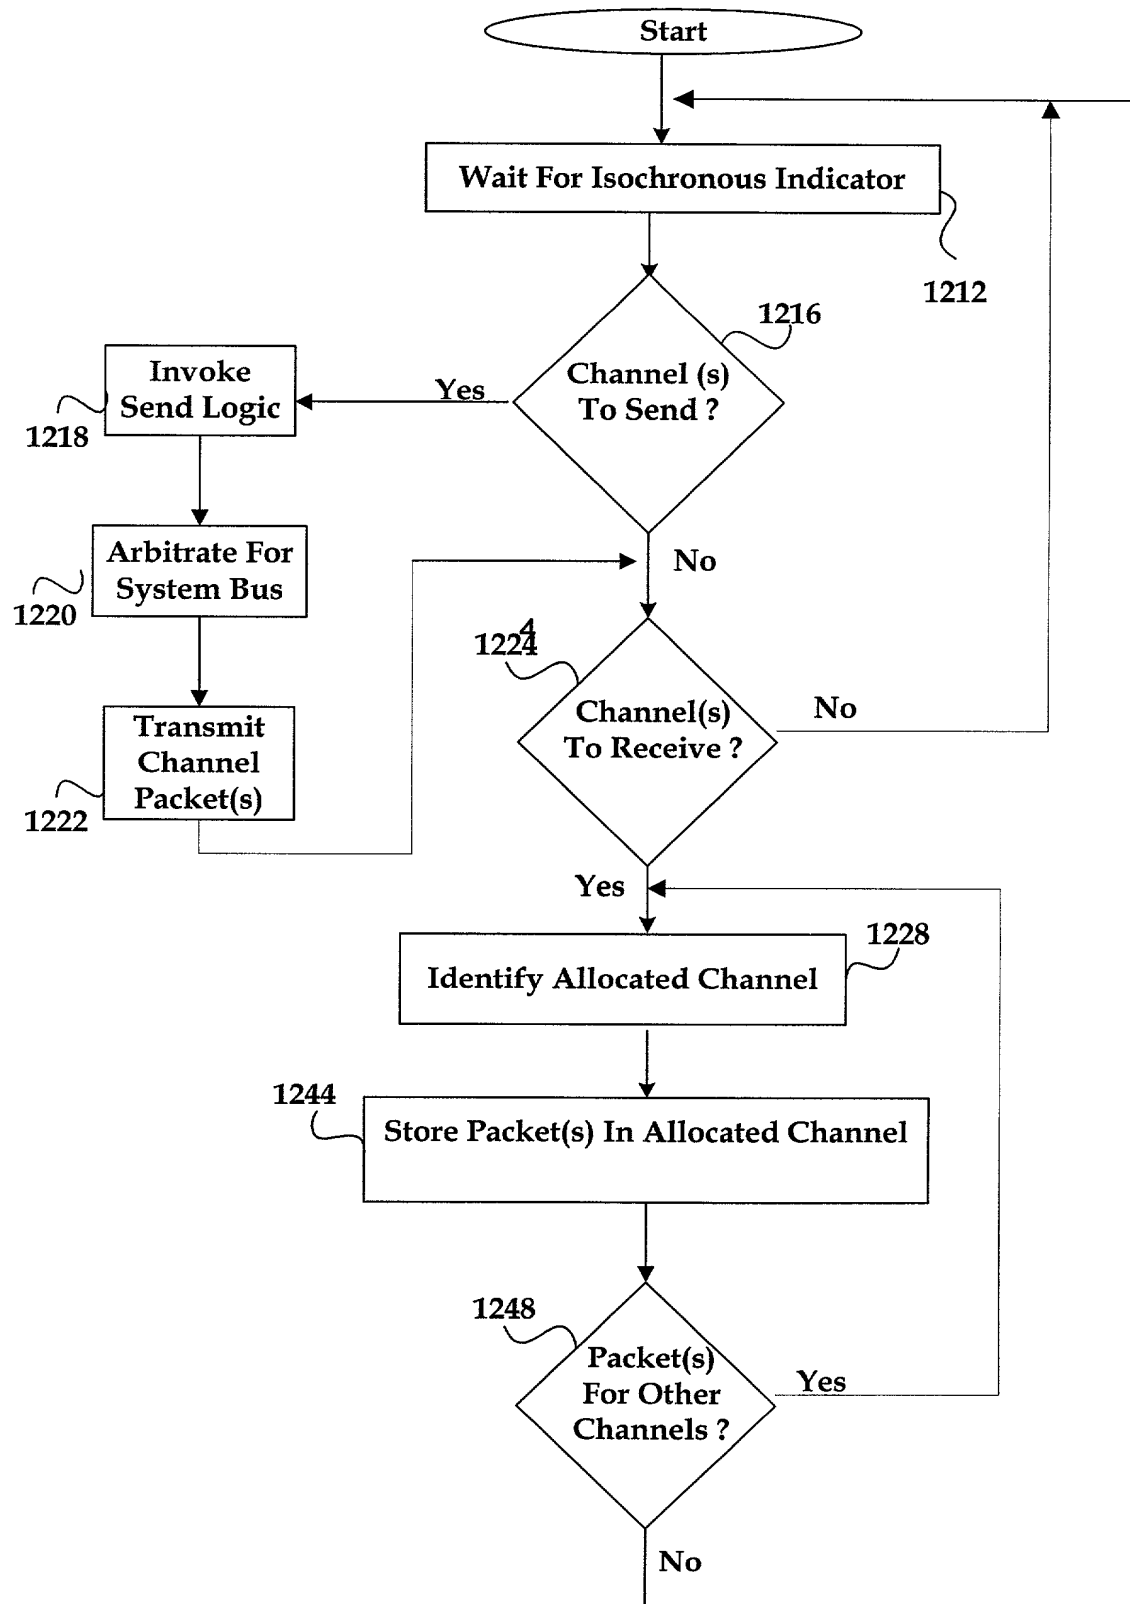 Start
Wait For Isochronous Indicator
1212
1216
Channel (s)
To Send ?
Yes
Invoke
Send Logic
1218
Arbitrate For
System Bus
1220
No
1224
4
Channel(s)
To Receive ?
No
Transmit
Channel
Packet(s)
1222
Yes
1228
Identify Allocated Channel
1244
Store Packet(s) In Allocated Channel
1248
Packet(s)
For Other
Channels ?
Yes
No